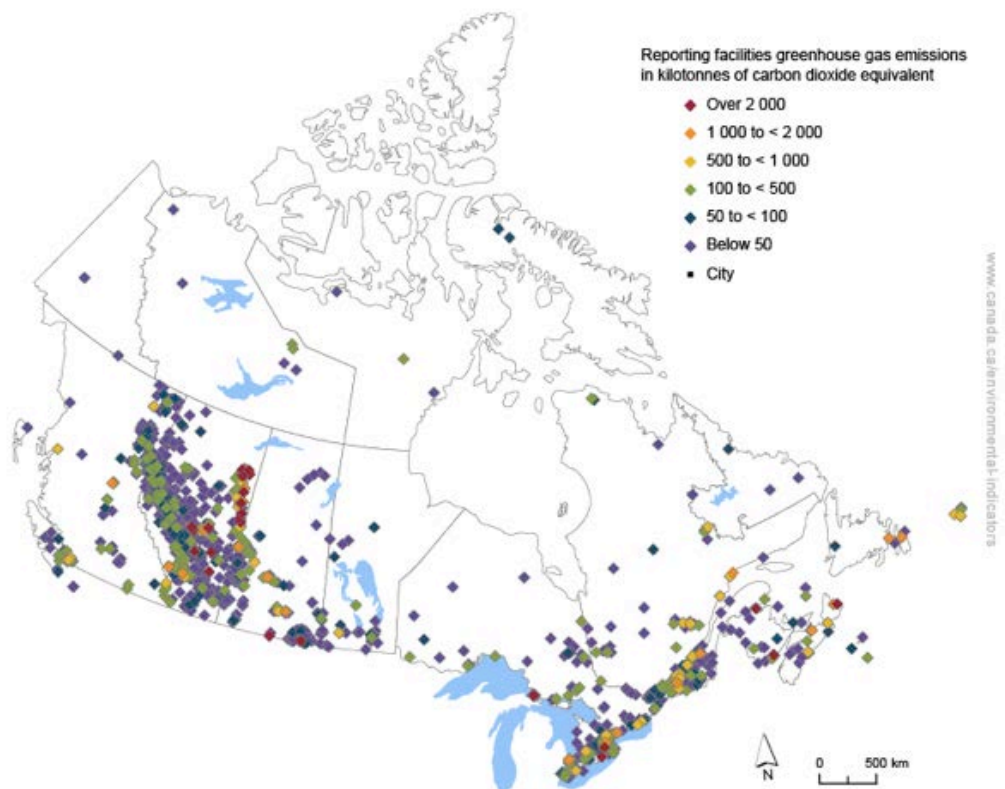 Reporting facilities greenhouse gas emissions
in kilotonnes of carbon dioxide equivalent
Over 2 000
1 000 to < 2 000
500 to < 1 000
100 to < 500
50 to < 100
Below 50
City
www.canada.ca/environmental-indicators
N
0 500 km